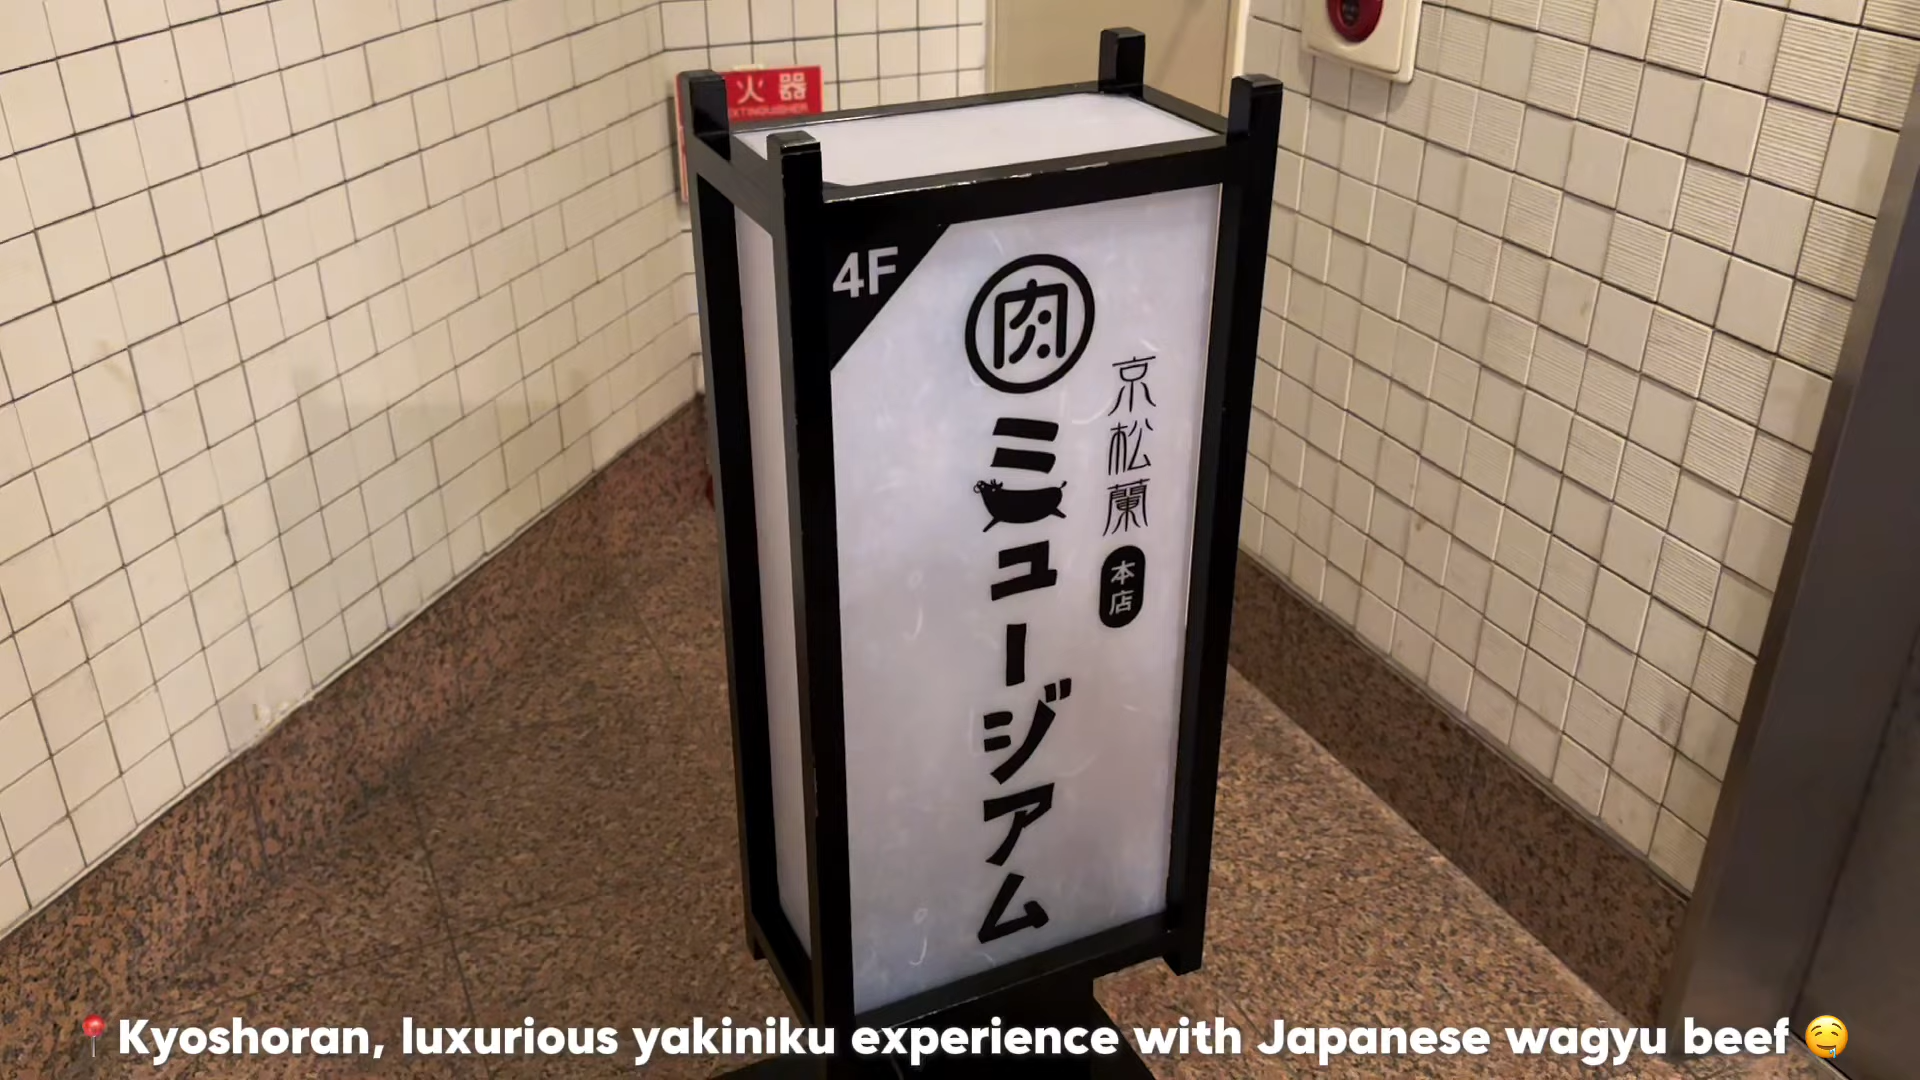 火器
EXTINGUISHER
4F
肉
京松蘭
本店
ミュージアム
📍Kyoshoran, luxurious yakiniku experience with Japanese wagyu beef 🤤